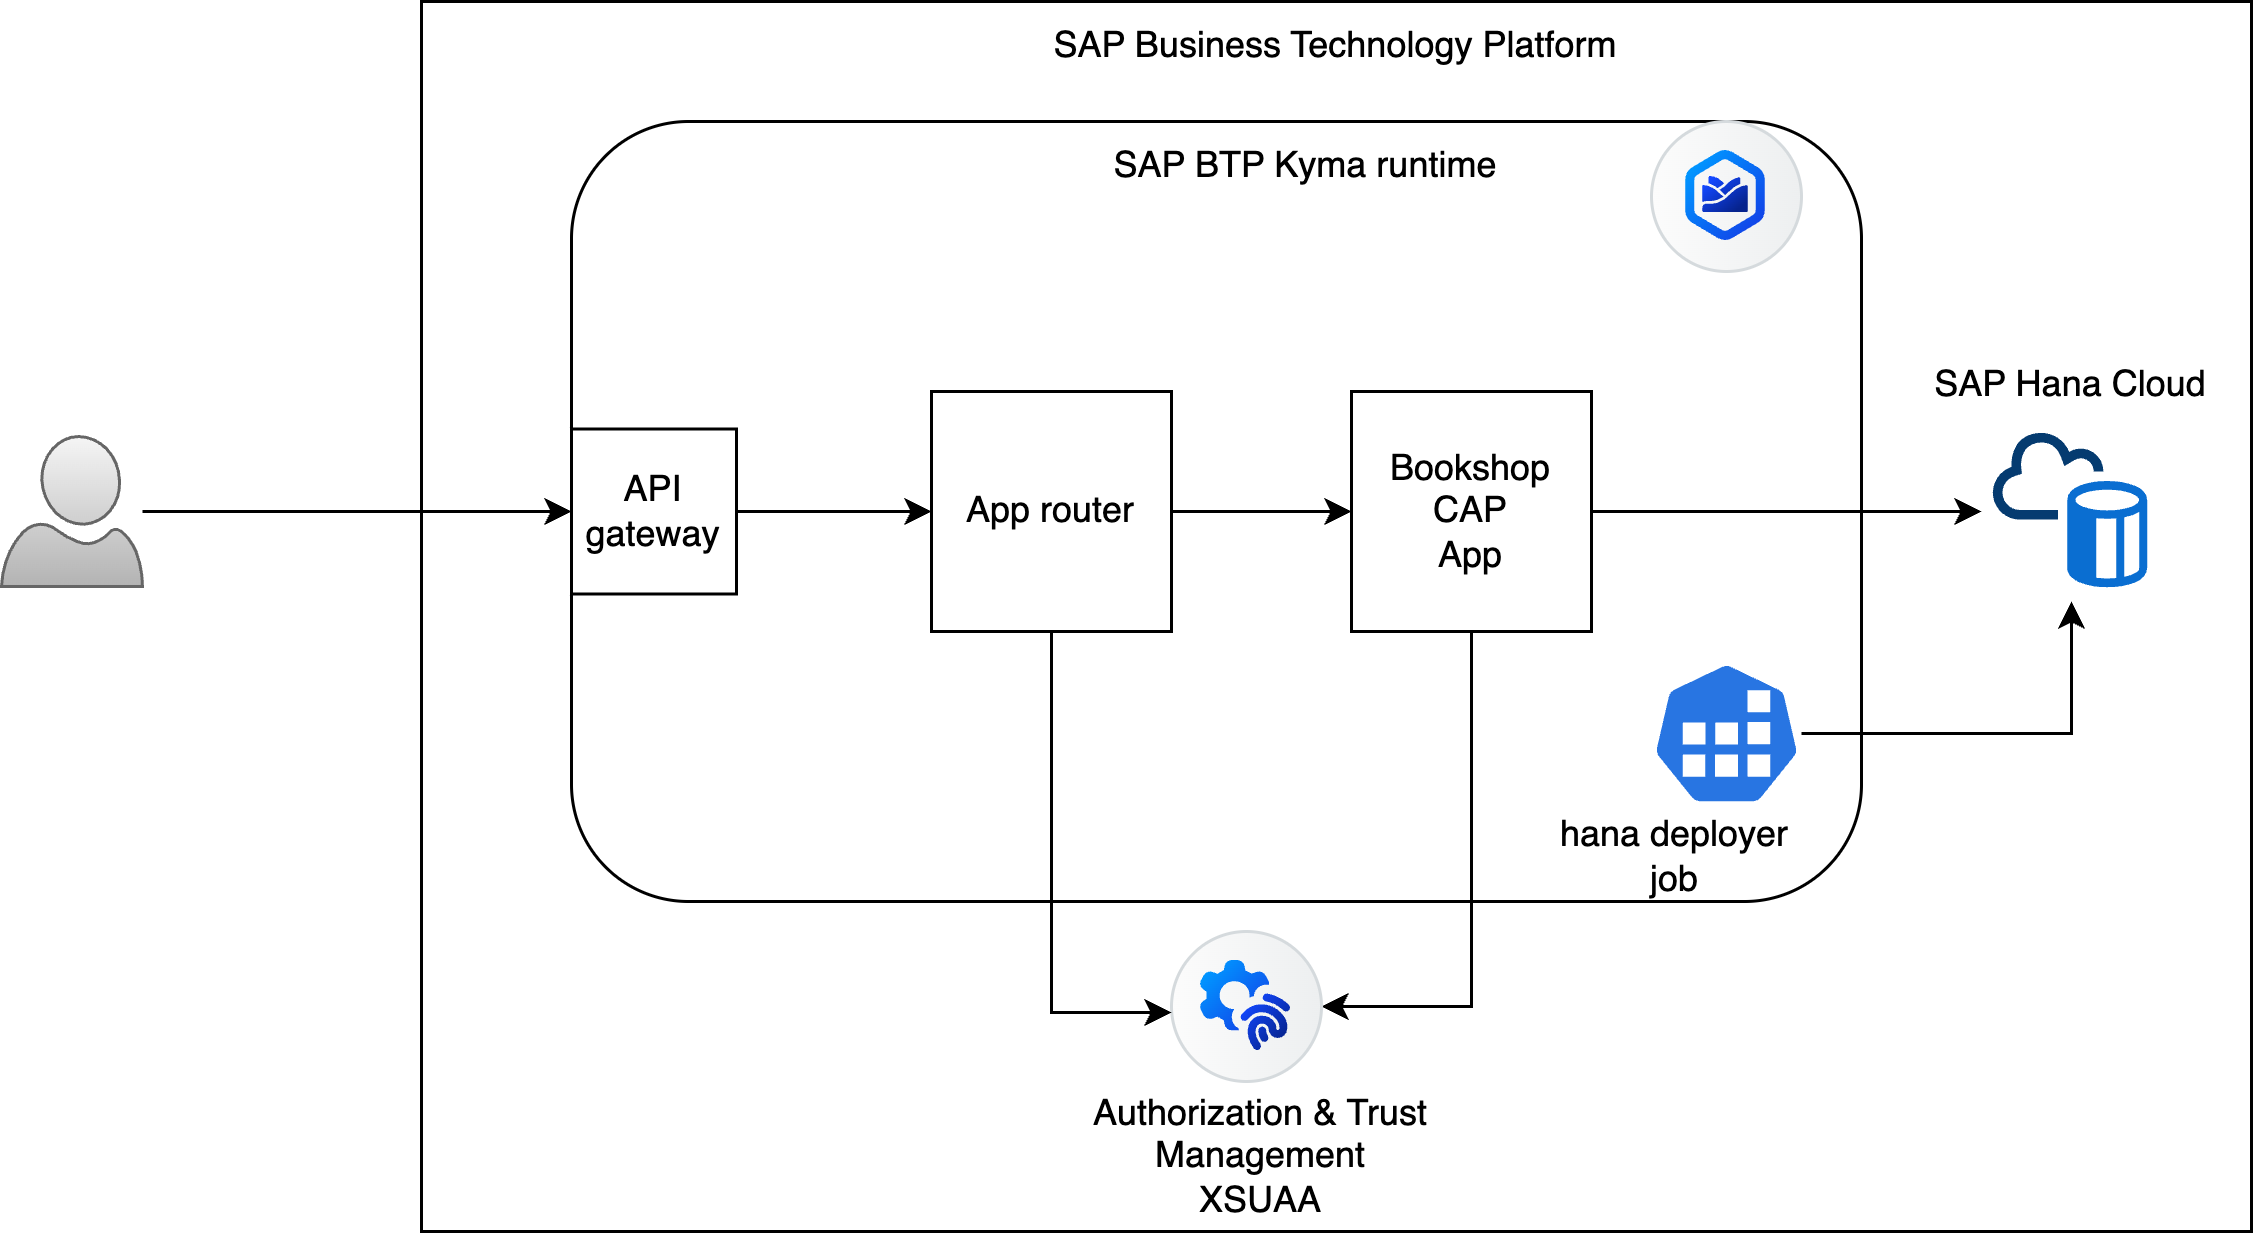 SAP Business Technology Platform
SAP BTP Kyma runtime
SAP Hana Cloud
API
gateway
App router
Bookshop
CAP
App
hana deployer
job
Authorization & Trust
Management
XSUAA